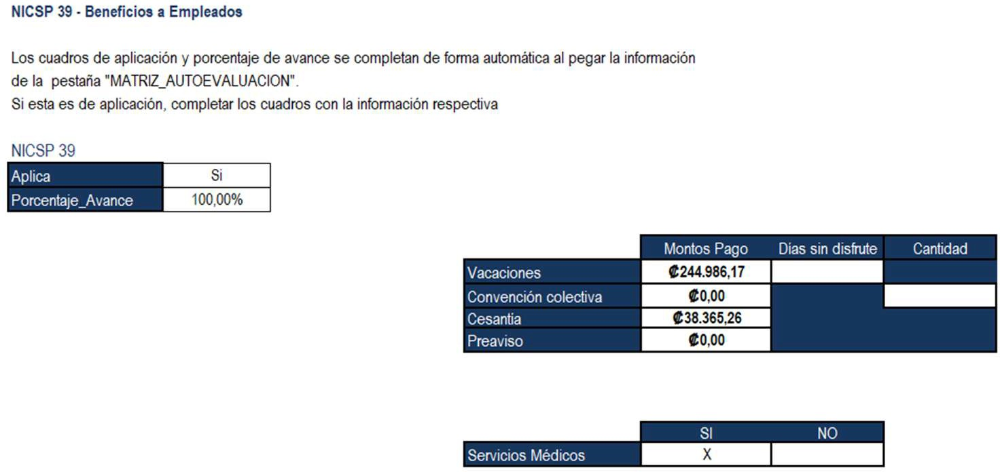 NICSP 39 - Beneficios a Empleados
Los cuadros de aplicación y porcentaje de avance se completan de forma automática al pegar la información
de la  pestaña "MATRIZ_AUTOEVALUACION".
Si esta es de aplicación, completar los cuadros con la información respectiva
NICSP 39
Aplica Si
Porcentaje_Avance 100,00%
Montos Pago Días sin disfrute Cantidad
Vacaciones ₡244.986,17
Convención colectiva ₡0,00
Cesantía ₡38.365,26
Preaviso ₡0,00
SI NO
Servicios Médicos X